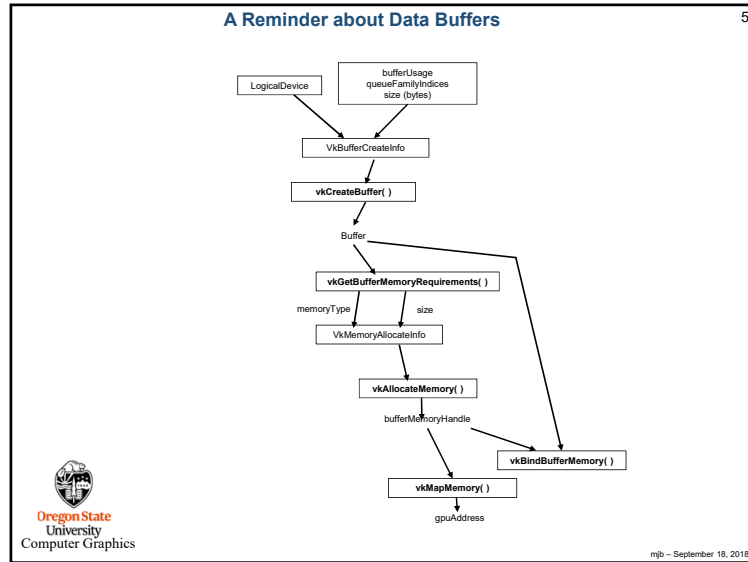 A Reminder about Data Buffers
5
LogicalDevice
bufferUsage
queueFamilyIndices
size (bytes)
VkBufferCreateInfo
vkCreateBuffer( )
Buffer
vkGetBufferMemoryRequirements( )
memoryType
size
VkMemoryAllocateInfo
vkAllocateMemory( )
bufferMemoryHandle
vkBindBufferMemory( )
vkMapMemory( )
gpuAddress
Oregon State
University
Computer Graphics
mjb – September 18, 2018